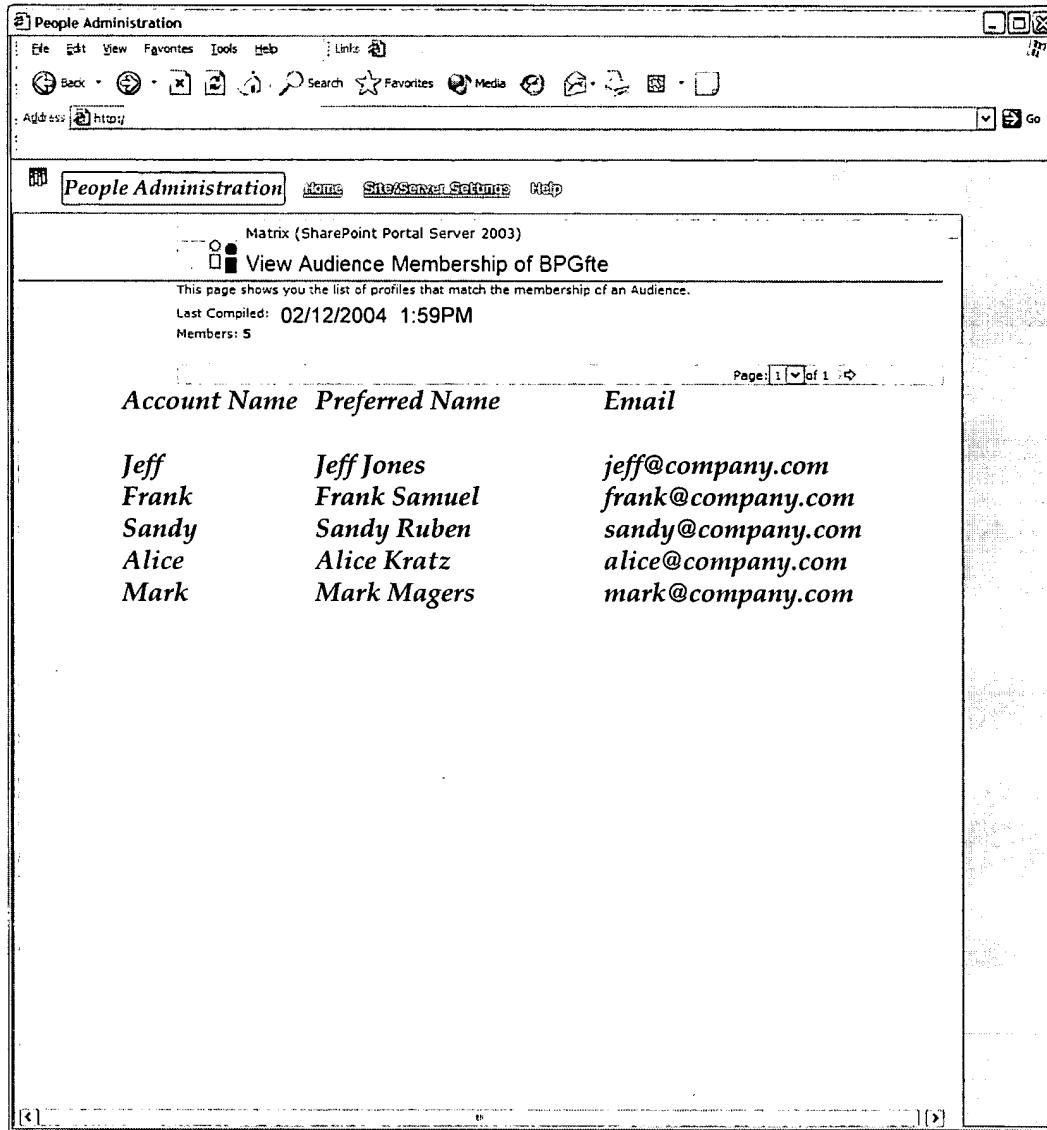 People Administration
File Edit View Favorites Tools Help Links
Back Search Favorites Media
Address http:/ Go
People Administration Home Site/Server Settings Help
Matrix (SharePoint Portal Server 2003)
View Audience Membership of BPGfte
This page shows you the list of profiles that match the membership of an Audience.
Last Compiled: 02/12/2004 1:59PM
Members: 5
Page: 1 of 1
Account Name Preferred Name Email
Jeff Jeff Jones jeff@company.com
Frank Frank Samuel frank@company.com
Sandy Sandy Ruben sandy@company.com
Alice Alice Kratz alice@company.com
Mark Mark Magers mark@company.com